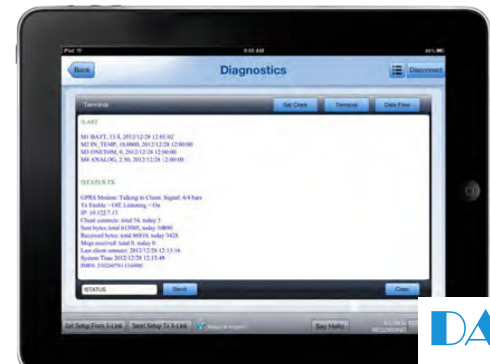 iPad
9:05 AM
Back
Diagnostics
Disconnect
Terminal
Set Clock
Terminal
Data Flow
!LAST
M1 BATT, 13.4, 2012/12/28 12:01:02
M2 IN_TEMP, 18.0000, 2012/12/28 12:00:00
M3 ONETOM, 0, 2012/12/28 12:00:00
M4 ANALOG, 2.50, 2012/12/28 12:00:00
!STATUS TX
GPRS Modem: Talking to Client. Signal: 4/4 bars
Tx Enable = Off; Listening = On
IP: 10.122.7.13
Client connects: total 54, today 5
Sent bytes: total 613005, today 10690
Received bytes: total 86816, today 3428
Msgs received: total 0, today 0
Last client connect: 2012/12/28 12:13:16
System Time 2012/12/28 12:13:49
!STATUS
Send
Clear
Get Setup From X-Link
Send Setup To X-Link
Say Hello
RECORDING
DA